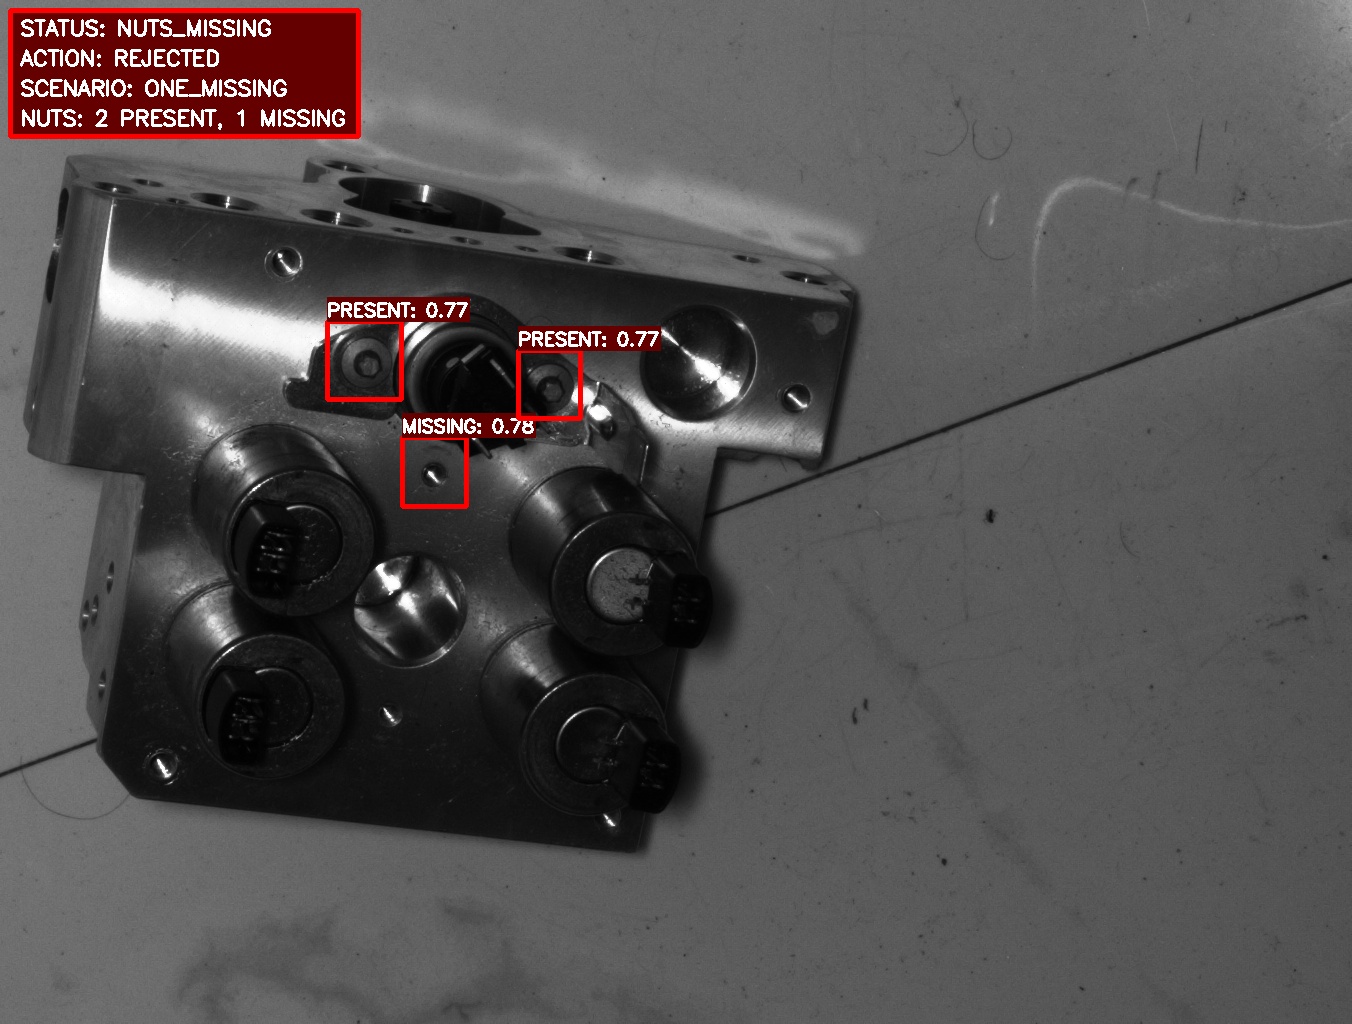 STATUS: NUTS_MISSING
ACTION: REJECTED
SCENARIO: ONE_MISSING
NUTS: 2 PRESENT, 1 MISSING
PRESENT: 0.77
PRESENT: 0.77
MISSING: 0.78